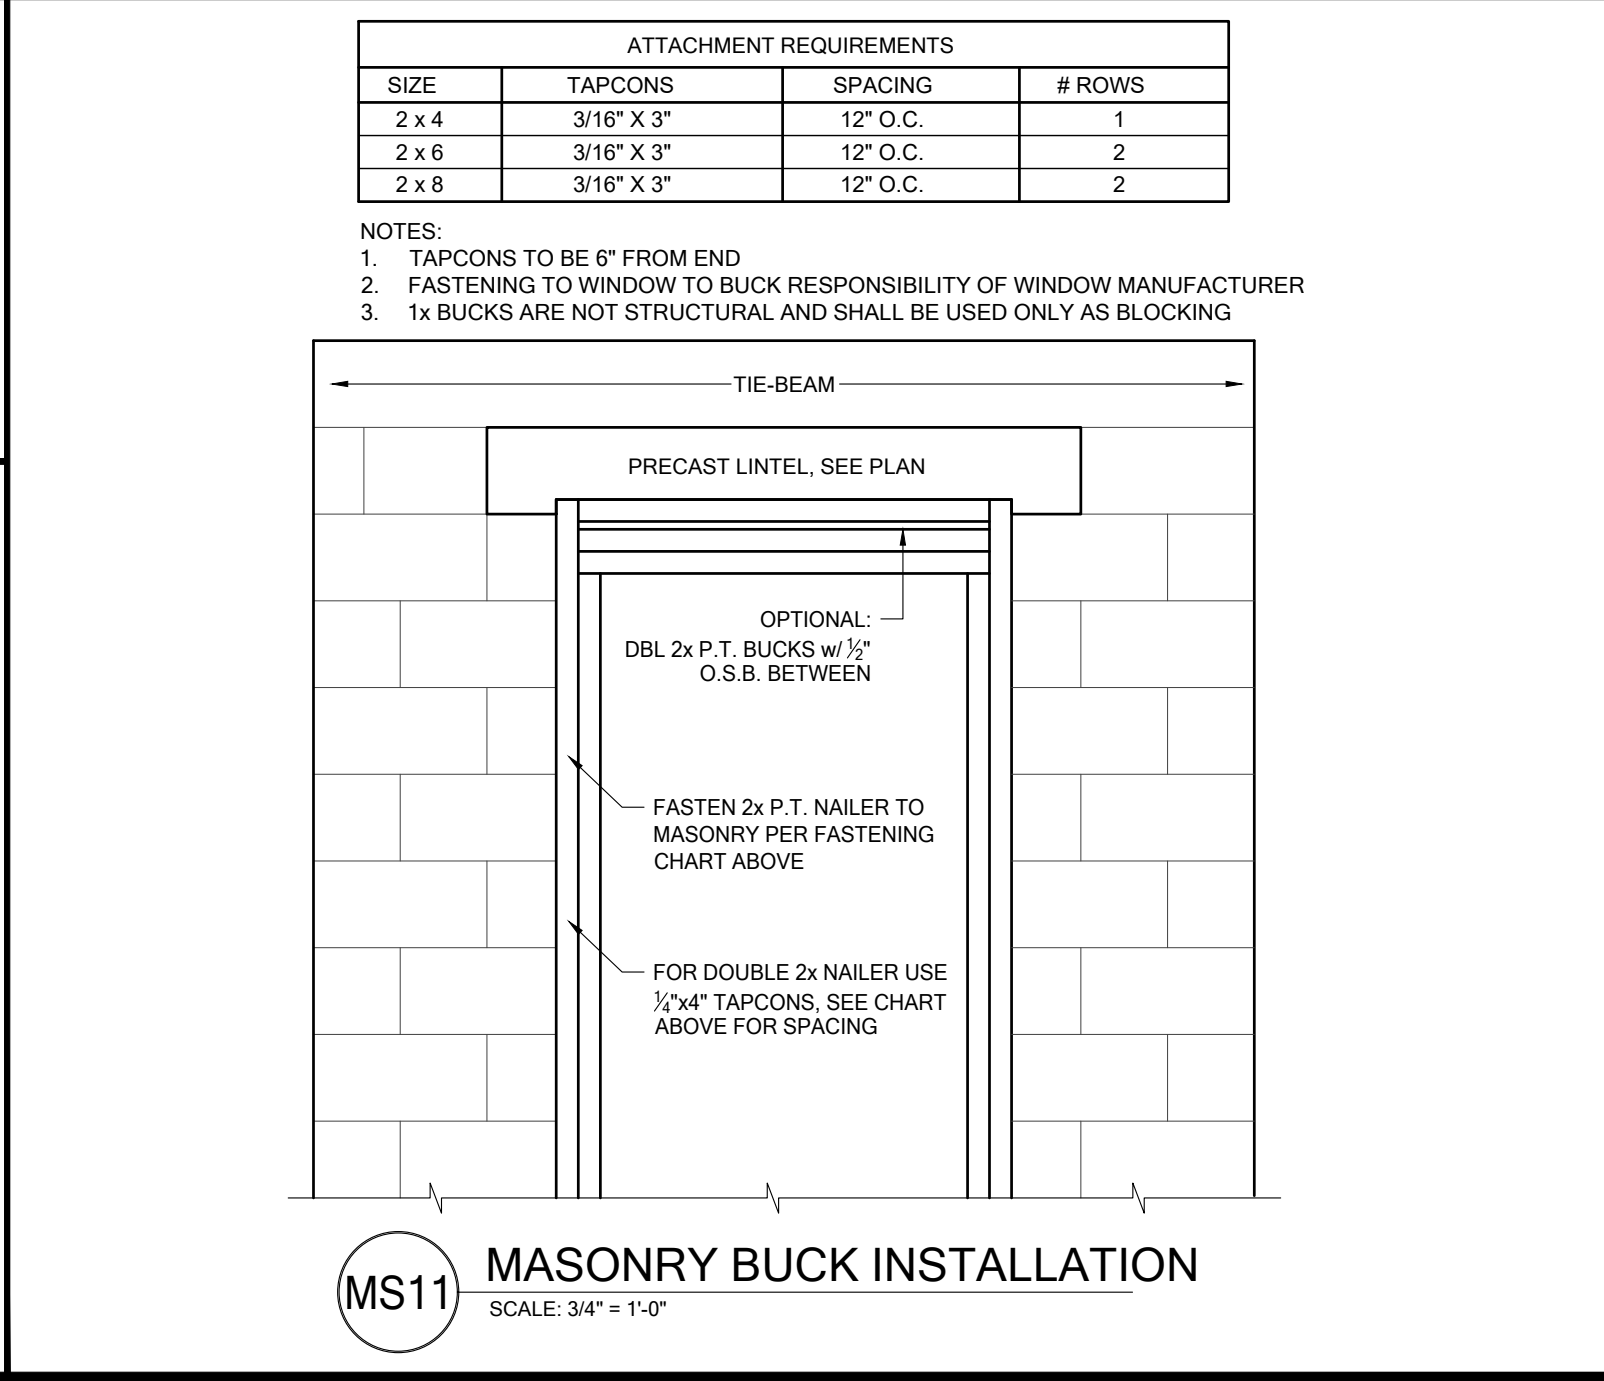 ATTACHMENT REQUIREMENTS
SIZE TAPCONS SPACING # ROWS
2 x 4 3/16" X 3" 12" O.C. 1
2 x 6 3/16" X 3" 12" O.C. 2
2 x 8 3/16" X 3" 12" O.C. 2
NOTES:
1. TAPCONS TO BE 6" FROM END
2. FASTENING TO WINDOW TO BUCK RESPONSIBILITY OF WINDOW MANUFACTURER
3. 1x BUCKS ARE NOT STRUCTURAL AND SHALL BE USED ONLY AS BLOCKING
TIE-BEAM
PRECAST LINTEL, SEE PLAN
OPTIONAL:
DBL 2x P.T. BUCKS w/ ½"
O.S.B. BETWEEN
FASTEN 2x P.T. NAILER TO
MASONRY PER FASTENING
CHART ABOVE
FOR DOUBLE 2x NAILER USE
¼"x4" TAPCONS, SEE CHART
ABOVE FOR SPACING
MS11
MASONRY BUCK INSTALLATION
SCALE: 3/4" = 1'-0"